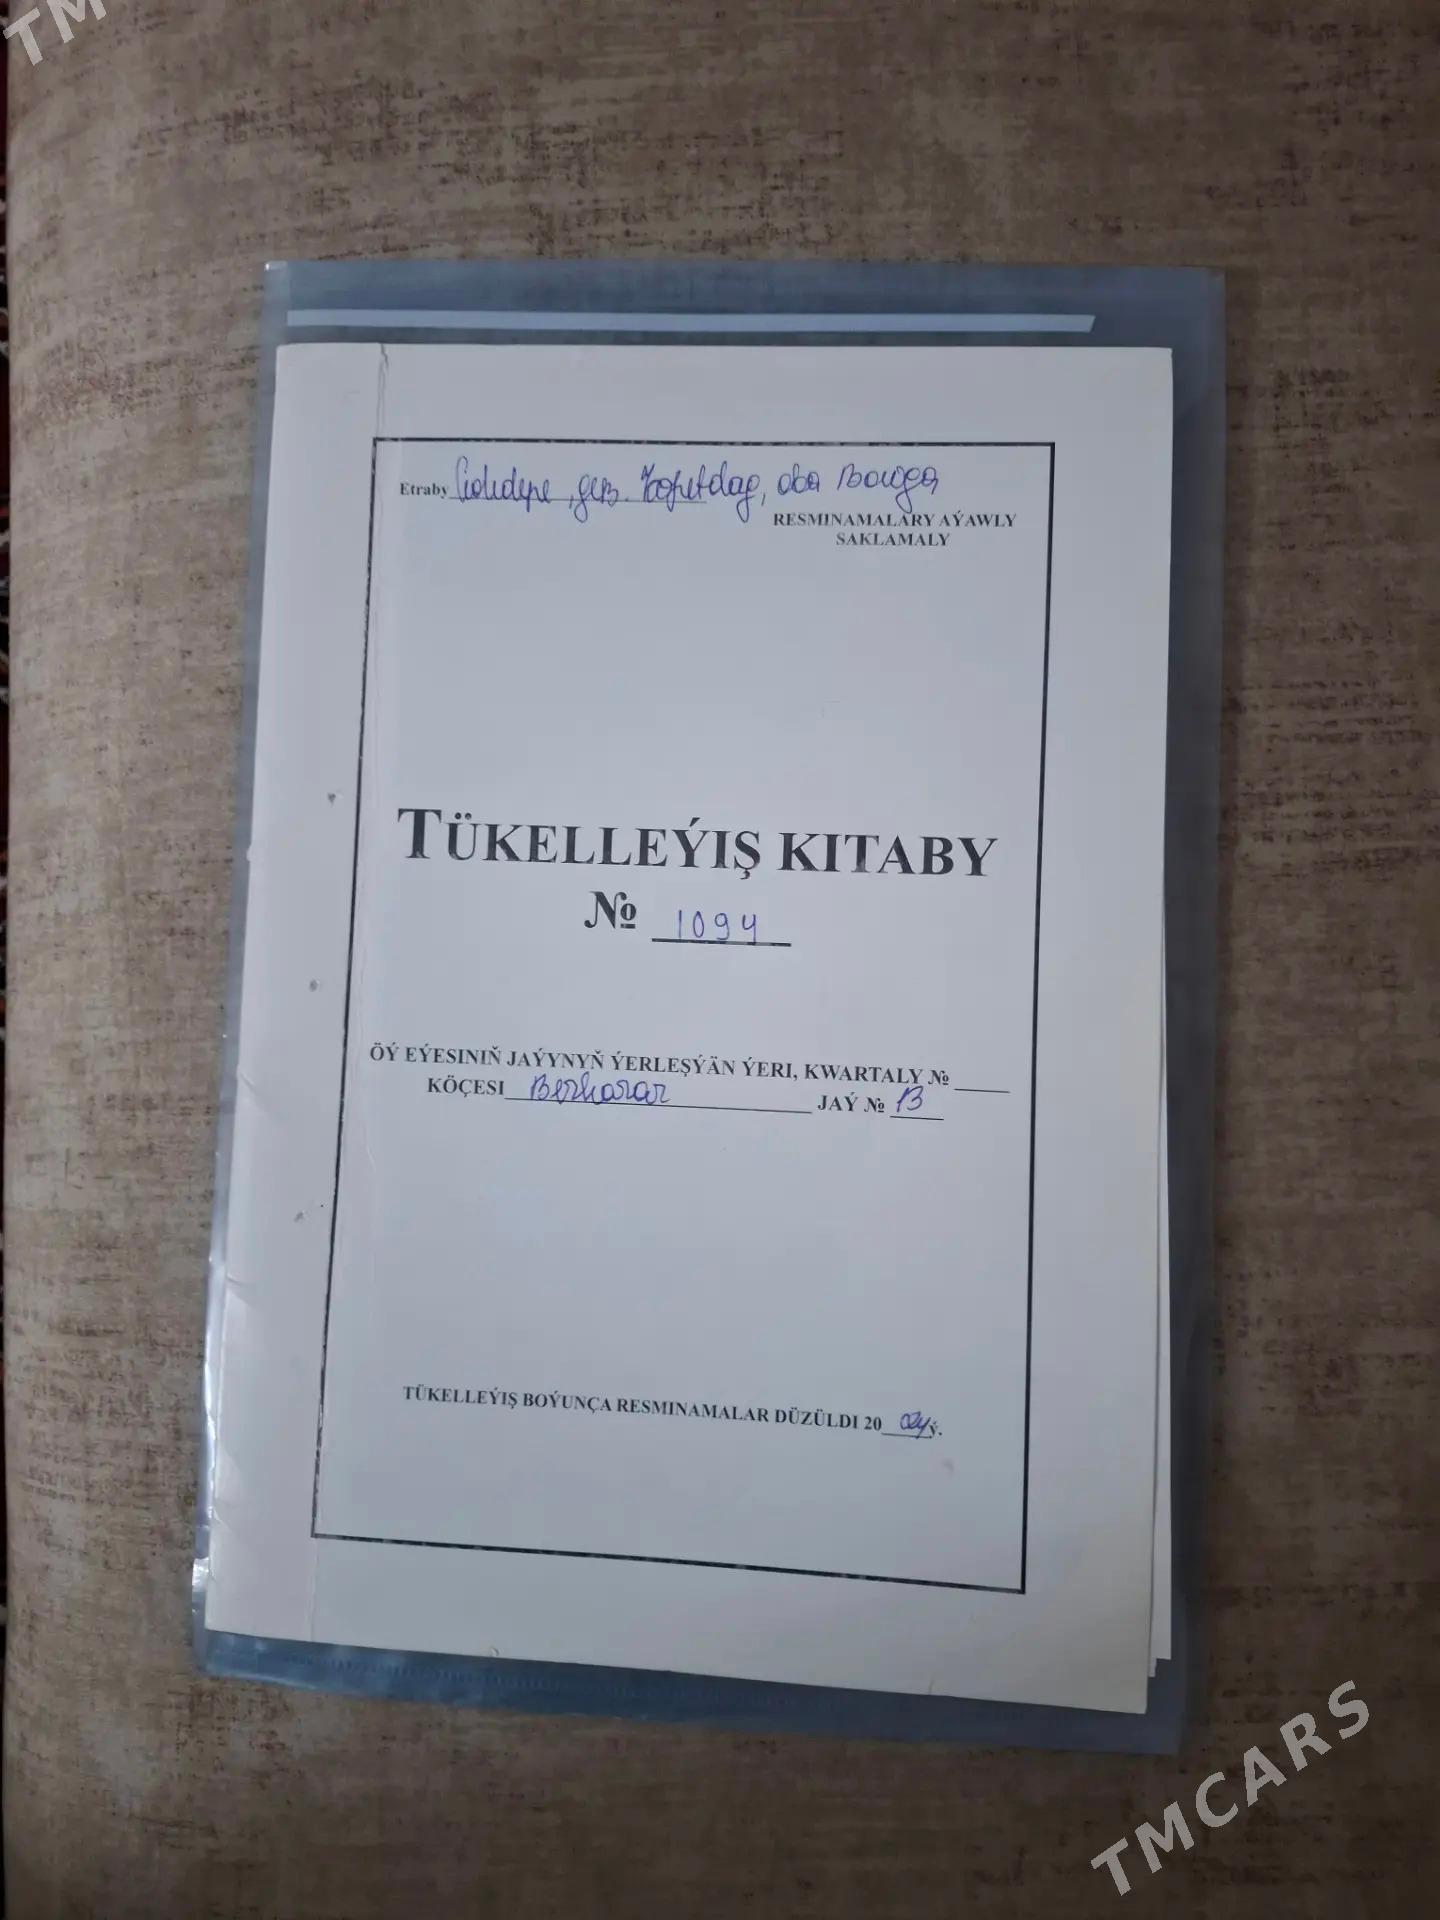 TM
Etraby Gökdepe, geň. Kopetdag, oba
RESMINAMALARY AÝAWLY
SAKLAMALY
TÜKELLEÝIŞ KITABY
№ 1094
ÖÝ EÝESINIŇ JAÝYNYŇ ÝERLEŞÝÄN ÝERI, KWARTALY №
KÖÇESI Berkarar JAÝ № 13
TÜKELLEÝIŞ BOÝUNÇA RESMINAMALAR DÜZÜLDI 20 024ý.
TMCARS